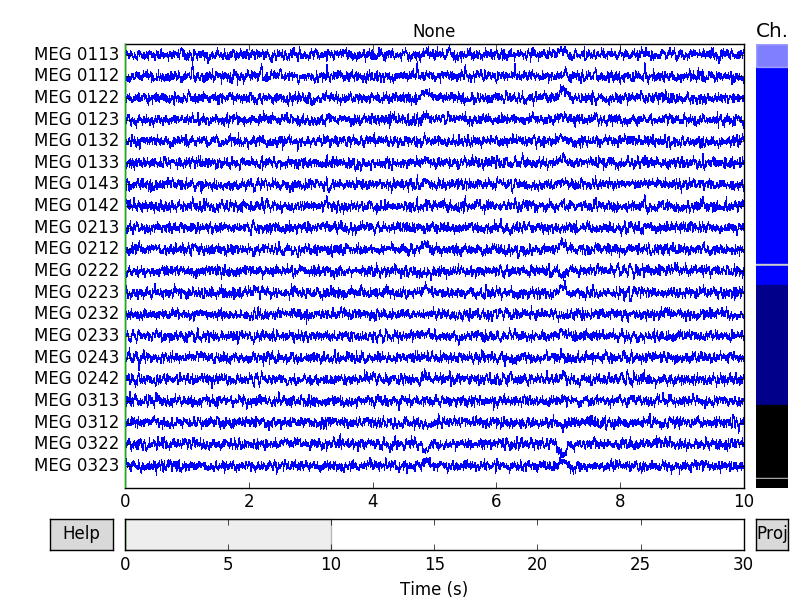 None
Ch.
MEG 0113
MEG 0112
MEG 0122
MEG 0123
MEG 0132
MEG 0133
MEG 0143
MEG 0142
MEG 0213
MEG 0212
MEG 0222
MEG 0223
MEG 0232
MEG 0233
MEG 0243
MEG 0242
MEG 0313
MEG 0312
MEG 0322
MEG 0323
0 2 4 6 8 10
Help
Proj
0 5 10 15 20 25 30
Time (s)